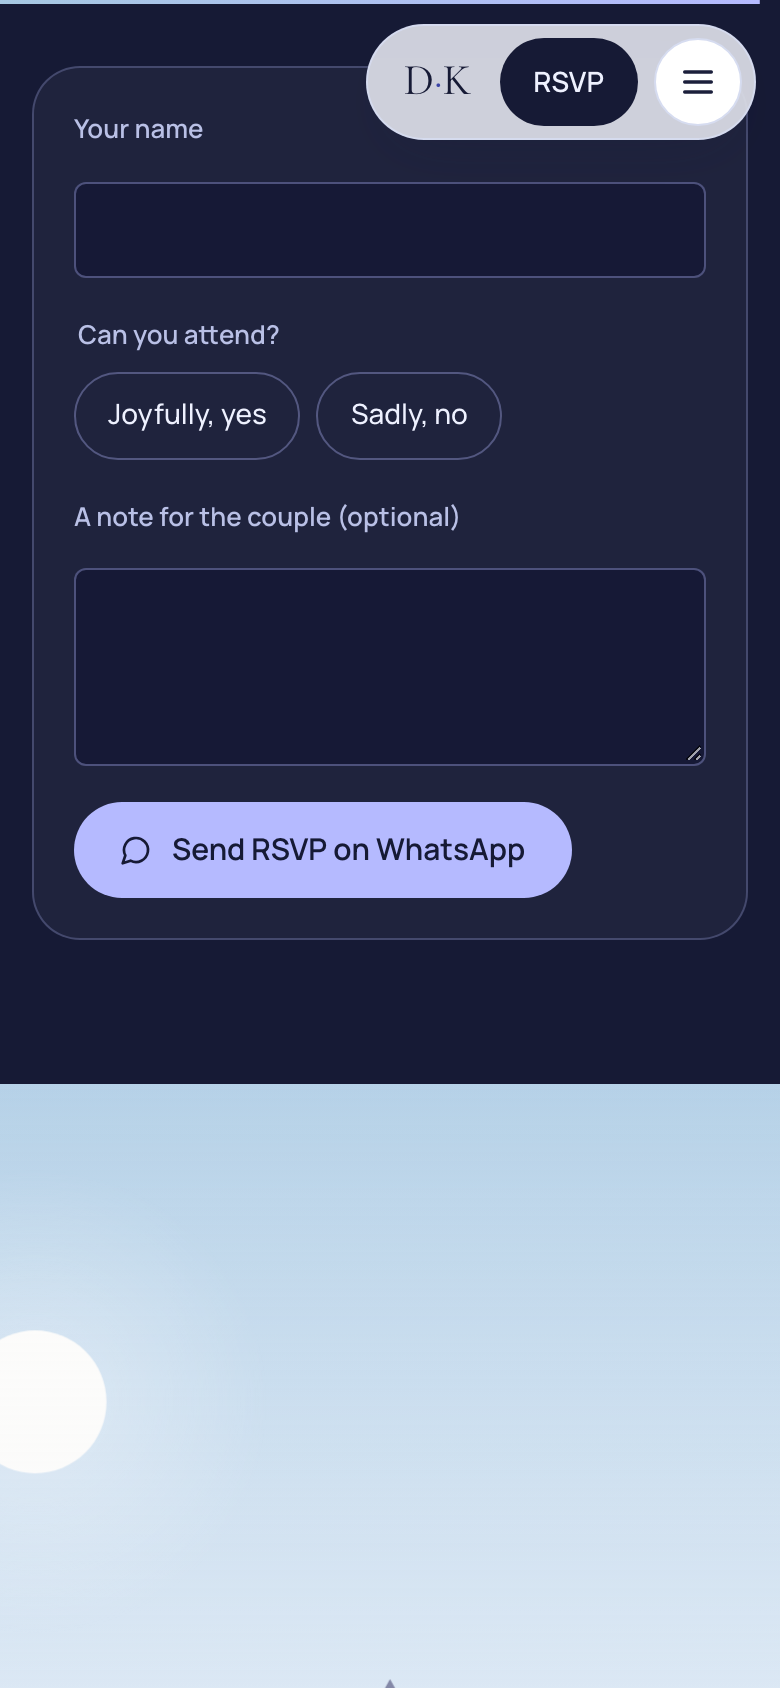 D·K
RSVP
Your name
Can you attend?
Joyfully, yes
Sadly, no
A note for the couple (optional)
Send RSVP on WhatsApp